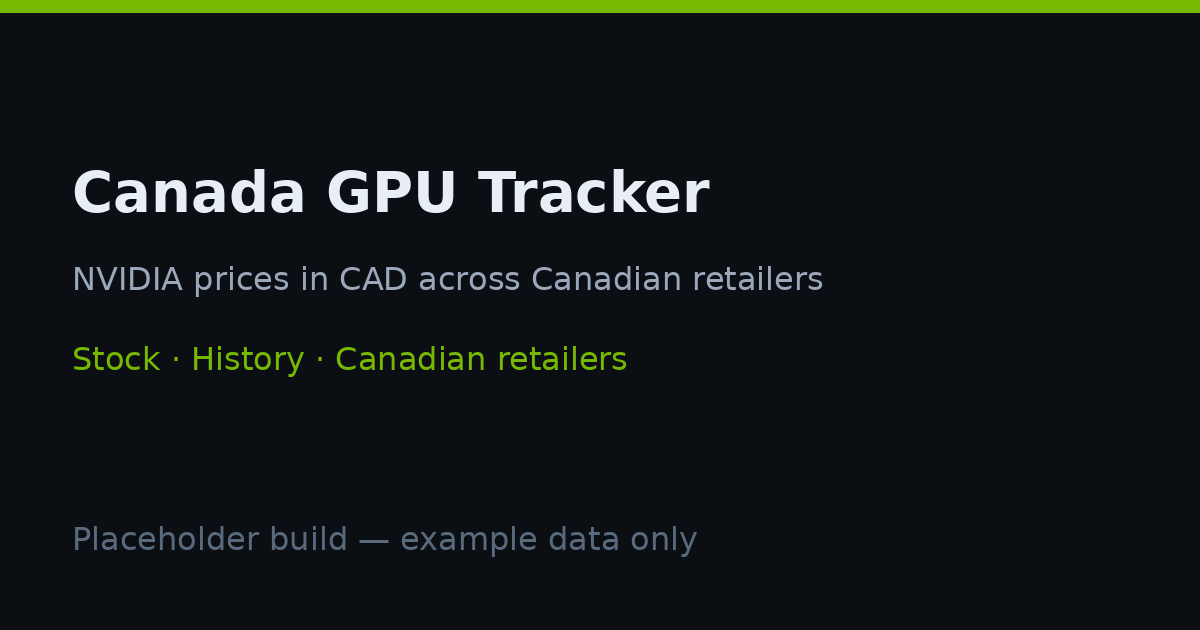 Canada GPU Tracker
NVIDIA prices in CAD across Canadian retailers
Stock · History · Canadian retailers
Placeholder build — example data only